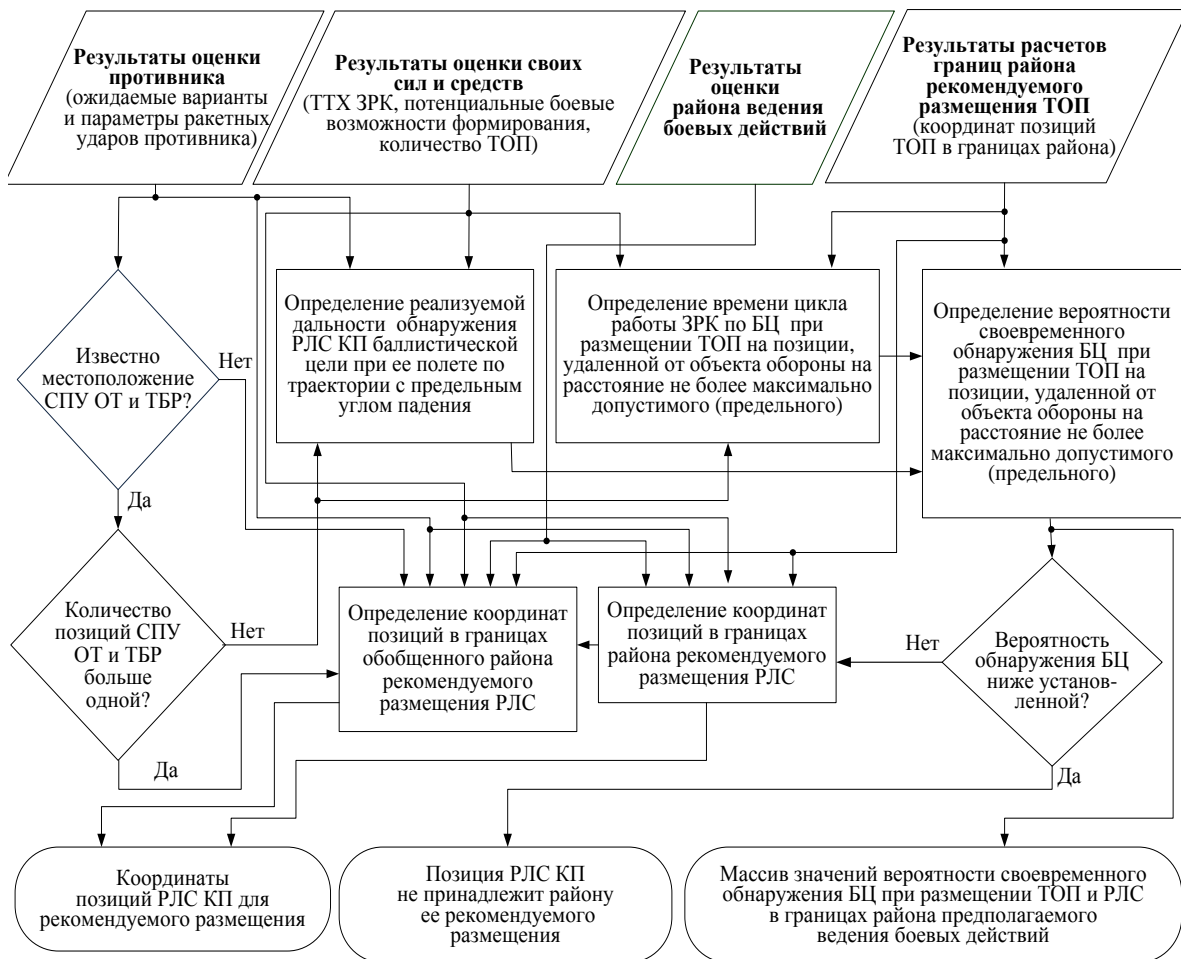 Результаты оценки
противника
(ожидаемые варианты
и параметры ракетных
ударов противника)
Результаты оценки своих
сил и средств
(ТТХ ЗРК, потенциальные боевые
возможности формирования,
количество ТОП)
Результаты
оценки
района ведения
боевых действий
Результаты расчетов
границ района
рекомендуемого
размещения ТОП
(координат позиций
ТОП в границах района)
Известно
местоположение
СПУ ОТ и ТБР?
Нет
Да
Определение реализуемой
дальности обнаружения
РЛС КП баллистической
цели при ее полете по
траектории с предельным
углом падения
Определение времени цикла
работы ЗРК по БЦ при
размещении ТОП на позиции,
удаленной от объекта обороны на
расстояние не более максимально
допустимого (предельного)
Определение вероятности
своевременного
обнаружения БЦ при
размещении ТОП на
позиции, удаленной от
объекта обороны на
расстояние не более
максимально допустимого
(предельного)
Количество
позиций СПУ
ОТ и ТБР
больше
одной?
Нет
Да
Определение координат
позиций в границах
обобщенного района
рекомендуемого
размещения РЛС
Определение координат
позиций в границах
района рекомендуемого
размещения РЛС
Нет
Вероятность
обнаружения БЦ
ниже установ-
ленной?
Да
Координаты
позиций РЛС КП для
рекомендуемого размещения
Позиция РЛС КП
не принадлежит району
ее рекомендуемого
размещения
Массив значений вероятности своевременного
обнаружения БЦ при размещении ТОП и РЛС
в границах района предполагаемого
ведения боевых действий